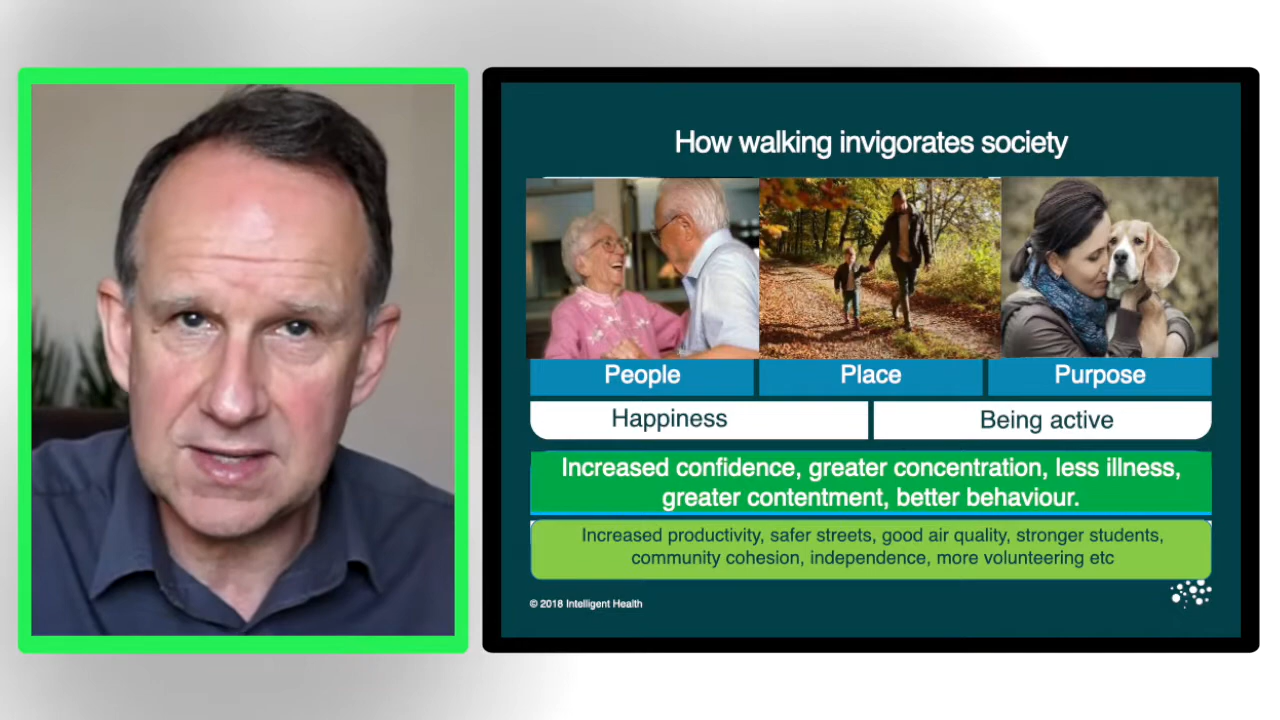 How walking invigorates society
People
Place
Purpose
Happiness
Being active
Increased confidence, greater concentration, less illness,
greater contentment, better behaviour.
Increased productivity, safer streets, good air quality, stronger students,
community cohesion, independence, more volunteering etc
© 2018 Intelligent Health